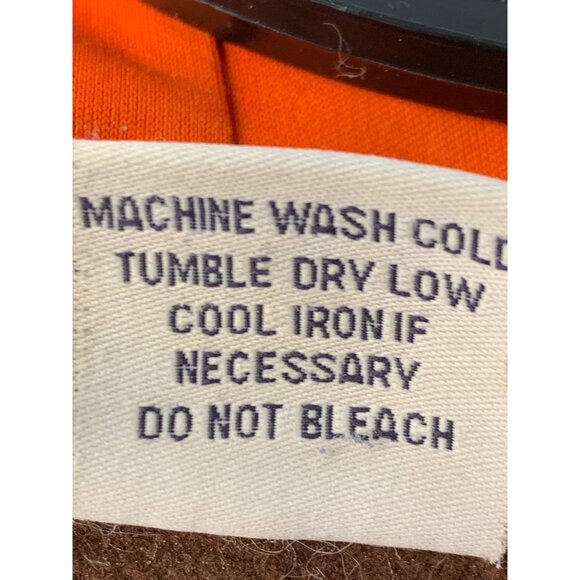 MACHINE WASH COLD
TUMBLE DRY LOW
COOL IRON IF
NECESSARY
DO NOT BLEACH